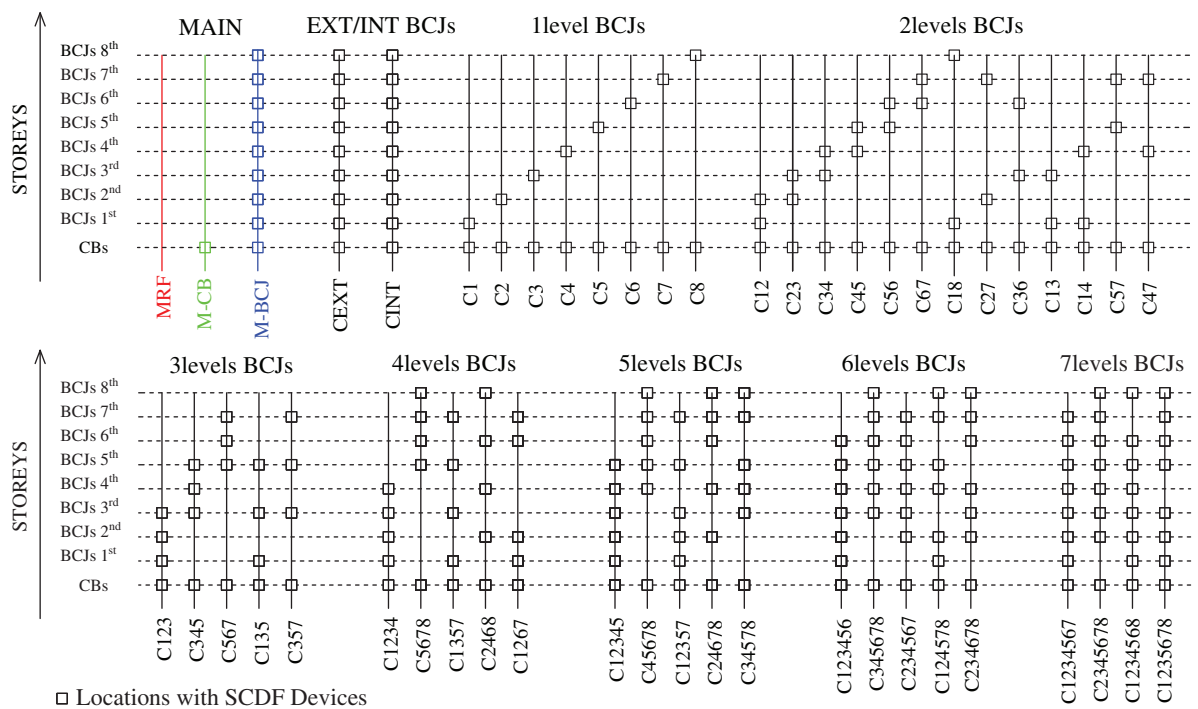 MAIN EXT/INT BCJs 1level BCJs 2levels BCJs
STOREYS
BCJs 8th
BCJs 7th
BCJs 6th
BCJs 5th
BCJs 4th
BCJs 3rd
BCJs 2nd
BCJs 1st
CBs
MRF M-CB M-BCJ CEXT CINT C1 C2 C3 C4 C5 C6 C7 C8 C12 C23 C34 C45 C56 C67 C18 C27 C36 C13 C14 C57 C47
3levels BCJs 4levels BCJs 5levels BCJs 6levels BCJs 7levels BCJs
STOREYS
BCJs 8th
BCJs 7th
BCJs 6th
BCJs 5th
BCJs 4th
BCJs 3rd
BCJs 2nd
BCJs 1st
CBs
C123 C345 C567 C135 C357 C1234 C5678 C1357 C2468 C1267 C12345 C45678 C12357 C24678 C34578 C123456 C345678 C234567 C124578 C234678 C1234567 C2345678 C1234568 C1235678
Locations with SCDF Devices